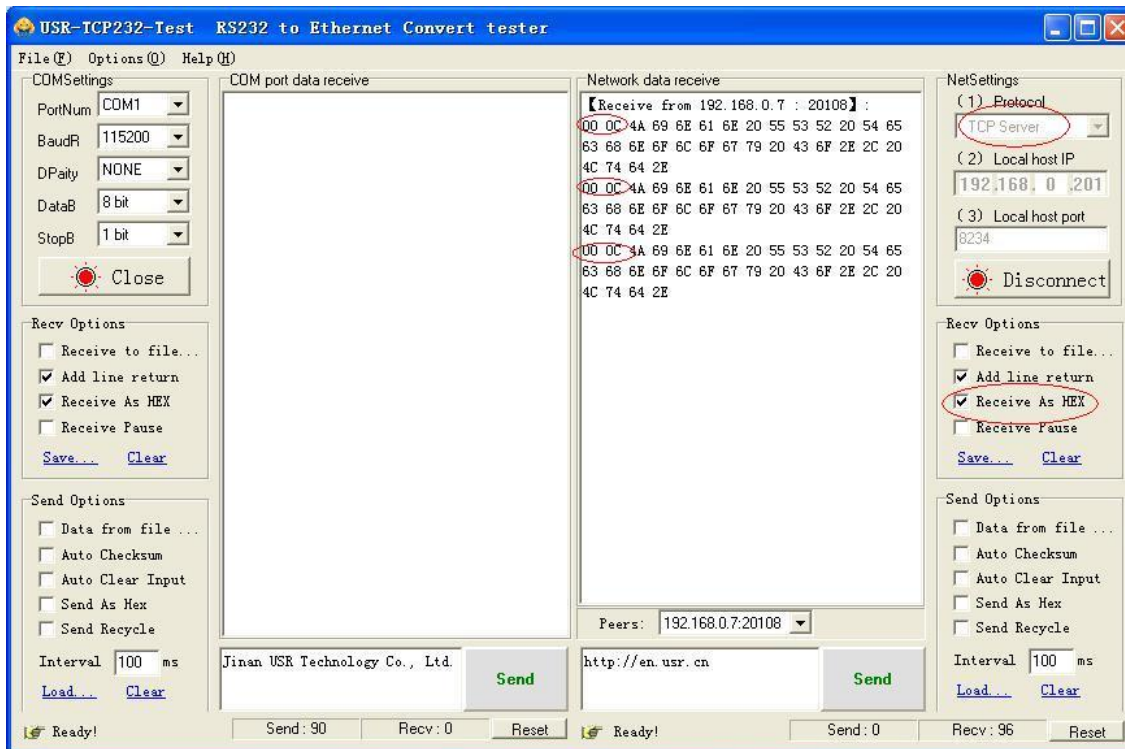 USR-TCP232-Test RS232 to Ethernet Convert tester
File(F) Options(O) Help(H)
COMSettings
PortNum COM1
BaudR 115200
DPaity NONE
DataB 8 bit
StopB 1 bit
Close
Recv Options
Receive to file...
Add line return
Receive As HEX
Receive Pause
Save... Clear
Send Options
Data from file ...
Auto Checksum
Auto Clear Input
Send As Hex
Send Recycle
Interval 100 ms
Load... Clear
COM port data receive
Jinan USR Technology Co., Ltd.
Send
Network data receive
【Receive from 192.168.0.7 : 20108】:
00 0C 4A 69 6E 61 6E 20 55 53 52 20 54 65
63 68 6E 6F 6C 6F 67 79 20 43 6F 2E 2C 20
4C 74 64 2E
00 0C 4A 69 6E 61 6E 20 55 53 52 20 54 65
63 68 6E 6F 6C 6F 67 79 20 43 6F 2E 2C 20
4C 74 64 2E
00 0C 4A 69 6E 61 6E 20 55 53 52 20 54 65
63 68 6E 6F 6C 6F 67 79 20 43 6F 2E 2C 20
4C 74 64 2E
Peers: 192.168.0.7:20108
http://en.usr.cn
Send
NetSettings
(1) Protocol
TCP Server
(2) Local host IP
192.168. 0 .201
(3) Local host port
8234
Disconnect
Recv Options
Receive to file...
Add line return
Receive As HEX
Receive Pause
Save... Clear
Send Options
Data from file ...
Auto Checksum
Auto Clear Input
Send As Hex
Send Recycle
Interval 100 ms
Load... Clear
Ready! Send : 90 Recv : 0 Reset
Ready! Send : 0 Recv : 96 Reset